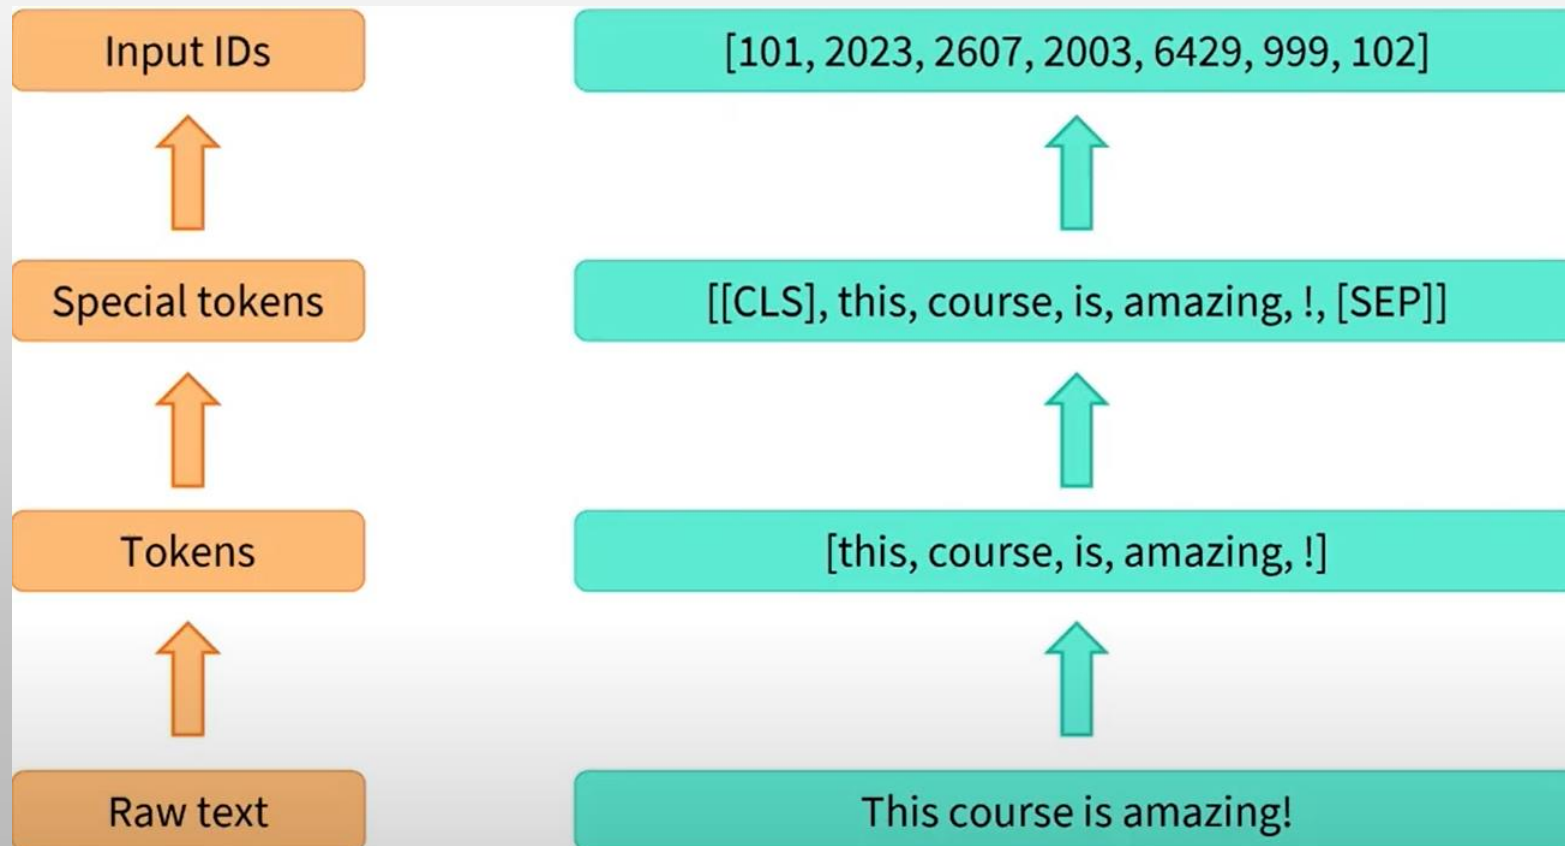 Input IDs
[101, 2023, 2607, 2003, 6429, 999, 102]
Special tokens
[[CLS], this, course, is, amazing, !, [SEP]]
Tokens
[this, course, is, amazing, !]
Raw text
This course is amazing!